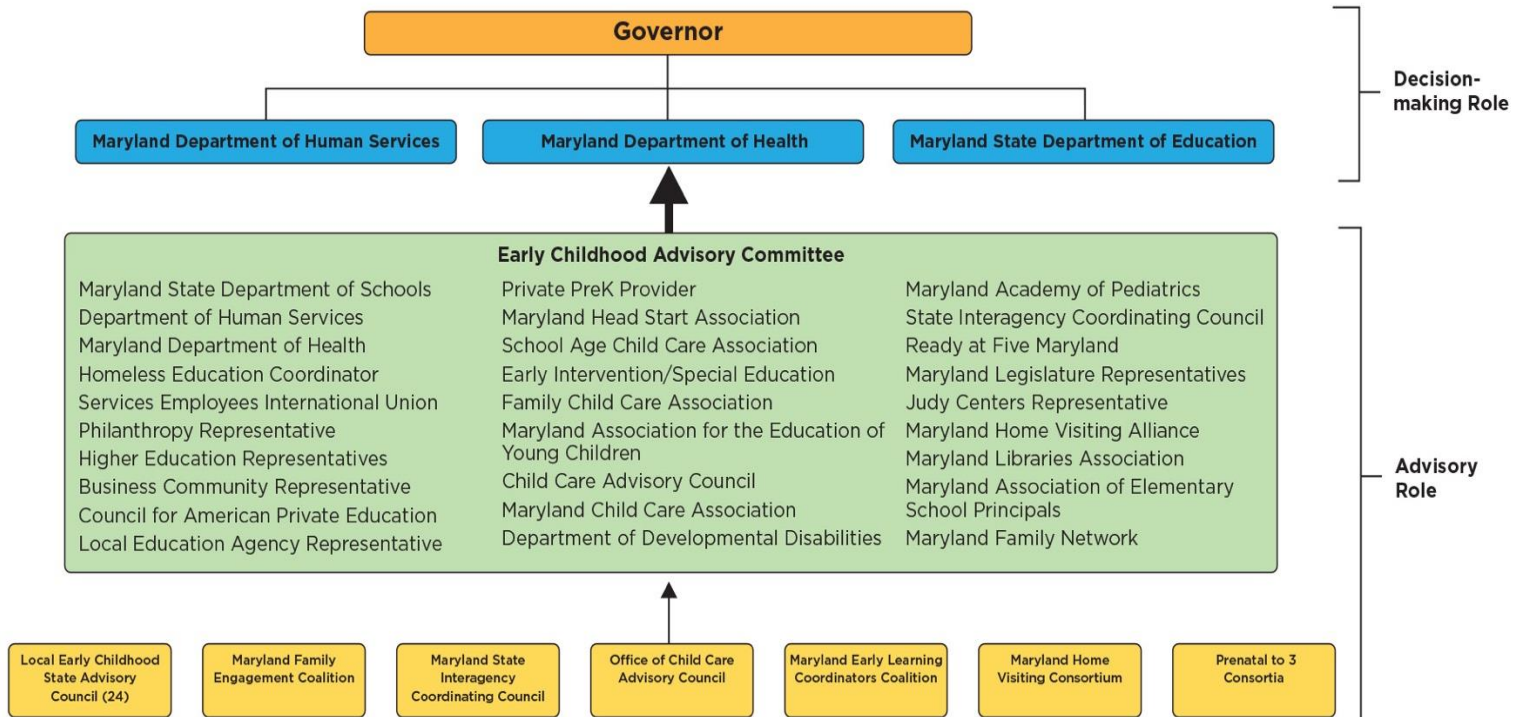 Governor
Decision-
making Role
Maryland Department of Human Services
Maryland Department of Health
Maryland State Department of Education
Early Childhood Advisory Committee
Maryland State Department of Schools
Department of Human Services
Maryland Department of Health
Homeless Education Coordinator
Services Employees International Union
Philanthropy Representative
Higher Education Representatives
Business Community Representative
Council for American Private Education
Local Education Agency Representative
Private PreK Provider
Maryland Head Start Association
School Age Child Care Association
Early Intervention/Special Education
Family Child Care Association
Maryland Association for the Education of
Young Children
Child Care Advisory Council
Maryland Child Care Association
Department of Developmental Disabilities
Maryland Academy of Pediatrics
State Interagency Coordinating Council
Ready at Five Maryland
Maryland Legislature Representatives
Judy Centers Representative
Maryland Home Visiting Alliance
Maryland Libraries Association
Maryland Association of Elementary
School Principals
Maryland Family Network
Advisory
Role
Local Early Childhood
State Advisory
Council (24)
Maryland Family
Engagement Coalition
Maryland State
Interagency
Coordinating Council
Office of Child Care
Advisory Council
Maryland Early Learning
Coordinators Coalition
Maryland Home
Visiting Consortium
Prenatal to 3
Consortia